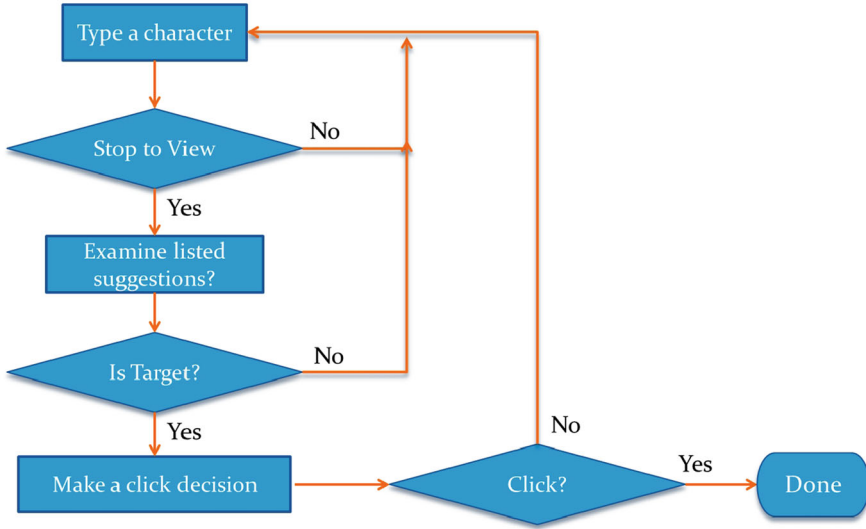 Type a character
Stop to View
No
Yes
Examine listed
suggestions?
Is Target?
No
Yes
Make a click decision
Click?
No
Yes
Done